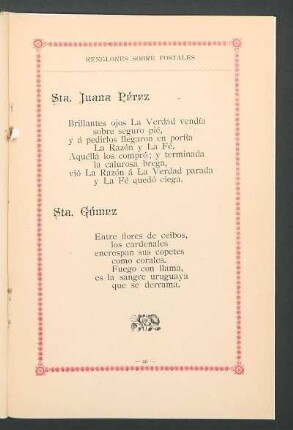 RENGLONES SOBRE POSTALES
Sta. Juana Pérez
Brillantes ojos La Verdad vendía
sobre seguro pié,
y á pedirlos llegaron en porfía
La Razón y La Fé.
Aquélla los compró; y terminada
la calurosa brega,
vió La Razón á La Verdad parada
y La Fé quedó ciega.
Sta. Gómez
Entre flores de ceibos,
los cardenales
encrespan sus copetes
como corales.
Fuego con llama,
es la sangre uruguaya
que se derrama.